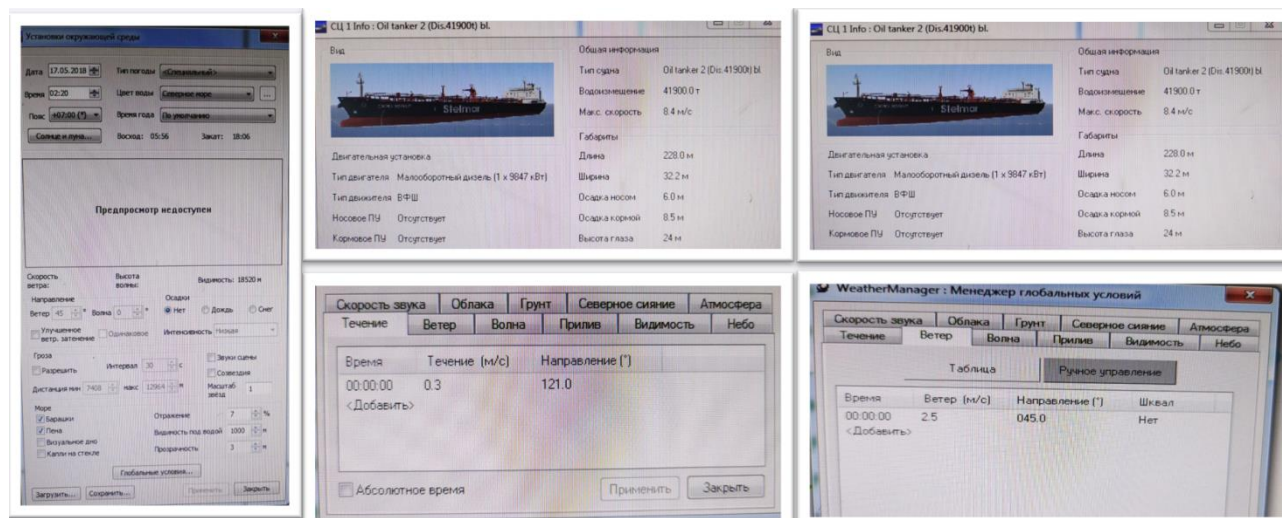 Установки окружающей среды
Дата 17.05.2018 Тип погоды <Специальный>
Время 02:20 Цвет воды Северное море ...
Пояс +07:00 (*) Время года По умолчанию
Солнце и луна... Восход: 05:56 Закат: 18:06
Предпросмотр недоступен
Скорость ветра: Высота волны: Видимость: 18520 м
Направление Осадки
Ветер 45 ° Волна 0 ° Нет Дождь Снег
Улучшенное ветр. затенение Одинаковое Интенсивность Низкая
Гроза Звуки сцены
Разрешить Интервал 30 с Созвездия
Дистанция мин 7408 макс 12964 м Масштаб звёзд 1
Море
Барашки Отражение 7 %
Пена Видимость под водой 1000 м
Визуальное дно Прозрачность 3 м
Капли на стекле
Глобальные условия...
Загрузить... Сохранить... Применить Закрыть
СЦ 1 Info : Oil tanker 2 (Dis.41900t) bl.
Вид Общая информация
Stelmar
Тип судна Oil tanker 2 (Dis.41900t) bl.
Водоизмещение 41900.0 т
Макс. скорость 8.4 м/с
Габариты
Двигательная установка Длина 228.0 м
Тип двигателя Малооборотный дизель (1 x 9847 кВт) Ширина 32.2 м
Тип движителя ВФШ Осадка носом 6.0 м
Носовое ПУ Отсутствует Осадка кормой 8.5 м
Кормовое ПУ Отсутствует Высота глаза 24 м
СЦ 1 Info : Oil tanker 2 (Dis.41900t) bl.
Вид Общая информация
Stelmar
Тип судна Oil tanker 2 (Dis.41900t) bl.
Водоизмещение 41900.0 т
Макс. скорость 8.4 м/с
Габариты
Двигательная установка Длина 228.0 м
Тип двигателя Малооборотный дизель (1 x 9847 кВт) Ширина 32.2 м
Тип движителя ВФШ Осадка носом 6.0 м
Носовое ПУ Отсутствует Осадка кормой 8.5 м
Кормовое ПУ Отсутствует Высота глаза 24 м
Скорость звука Облака Грунт Северное сияние Атмосфера
Течение Ветер Волна Прилив Видимость Небо
Время Течение (м/с) Направление (°)
00:00:00 0.3 121.0
<Добавить>
Абсолютное время Применить Закрыть
WeatherManager : Менеджер глобальных условий
Скорость звука Облака Грунт Северное сияние Атмосфера
Течение Ветер Волна Прилив Видимость Небо
Таблица Ручное управление
Время Ветер (м/с) Направление (°) Шквал
00:00:00 2.5 045.0 Нет
<Добавить>